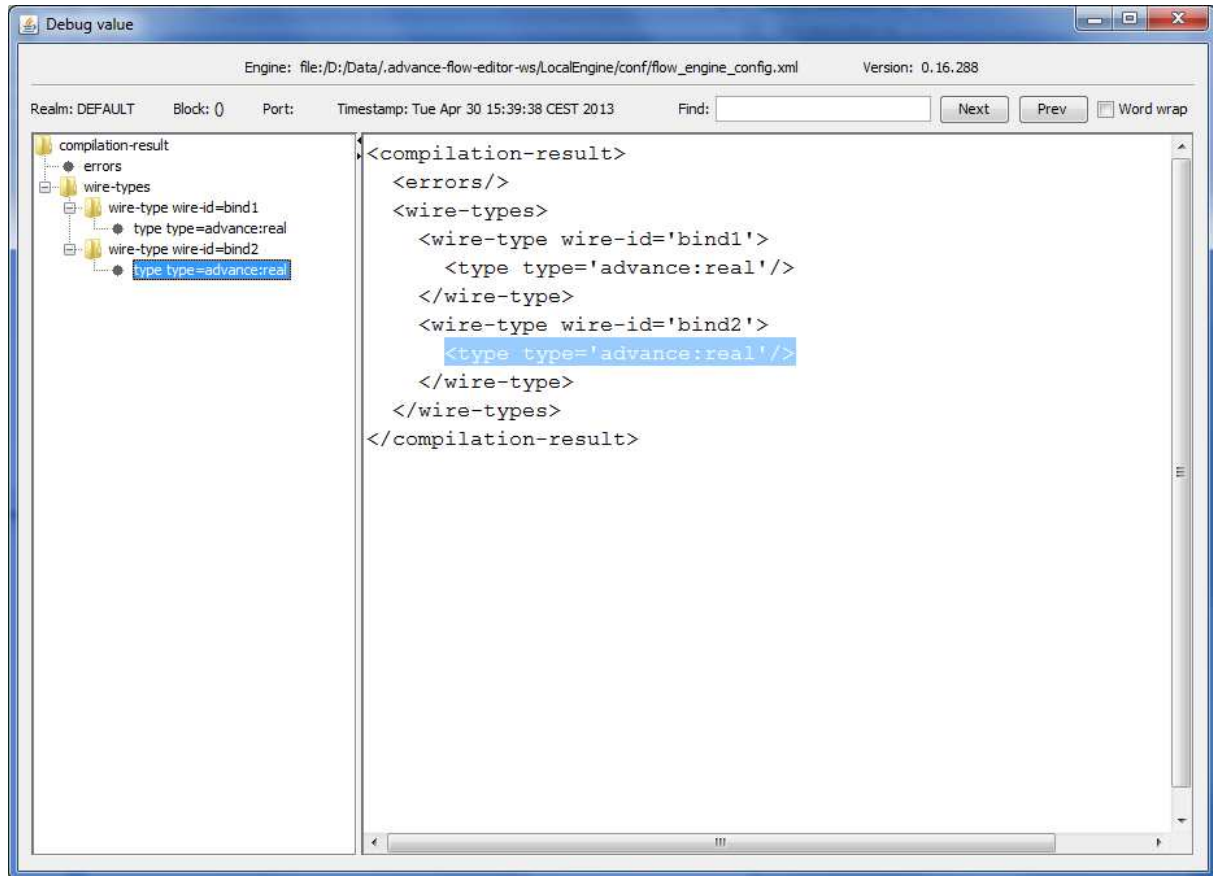 Debug value
Engine: file:/D:/Data/.advance-flow-editor-ws/LocalEngine/conf/flow_engine_config.xml Version: 0.16.288
Realm: DEFAULT Block: () Port: Timestamp: Tue Apr 30 15:39:38 CEST 2013 Find: Next Prev Word wrap
compilation-result
errors
wire-types
wire-type wire-id=bind1
type type=advance:real
wire-type wire-id=bind2
type type=advance:real
<compilation-result>
<errors/>
<wire-types>
<wire-type wire-id='bind1'>
<type type='advance:real'/>
</wire-type>
<wire-type wire-id='bind2'>
<type type='advance:real'/>
</wire-type>
</wire-types>
</compilation-result>